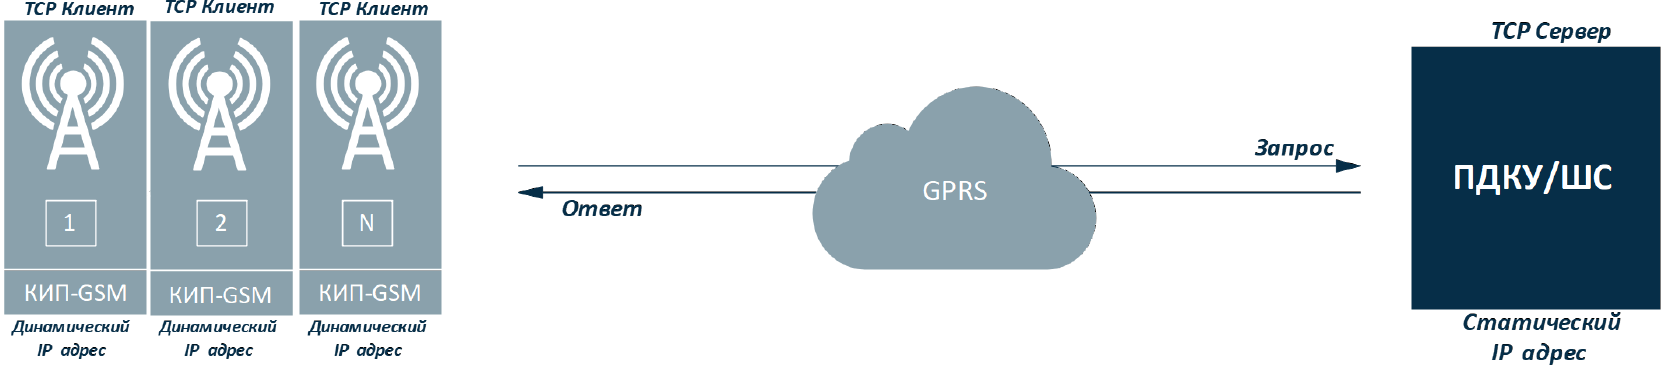 TCP Клиент
TCP Клиент
TCP Клиент
1
2
N
КИП-GSM
КИП-GSM
КИП-GSM
Динамический
IP адрес
Динамический
IP адрес
Динамический
IP адрес
GPRS
Запрос
Ответ
TCP Сервер
ПДКУ/ШС
Статический
IP адрес